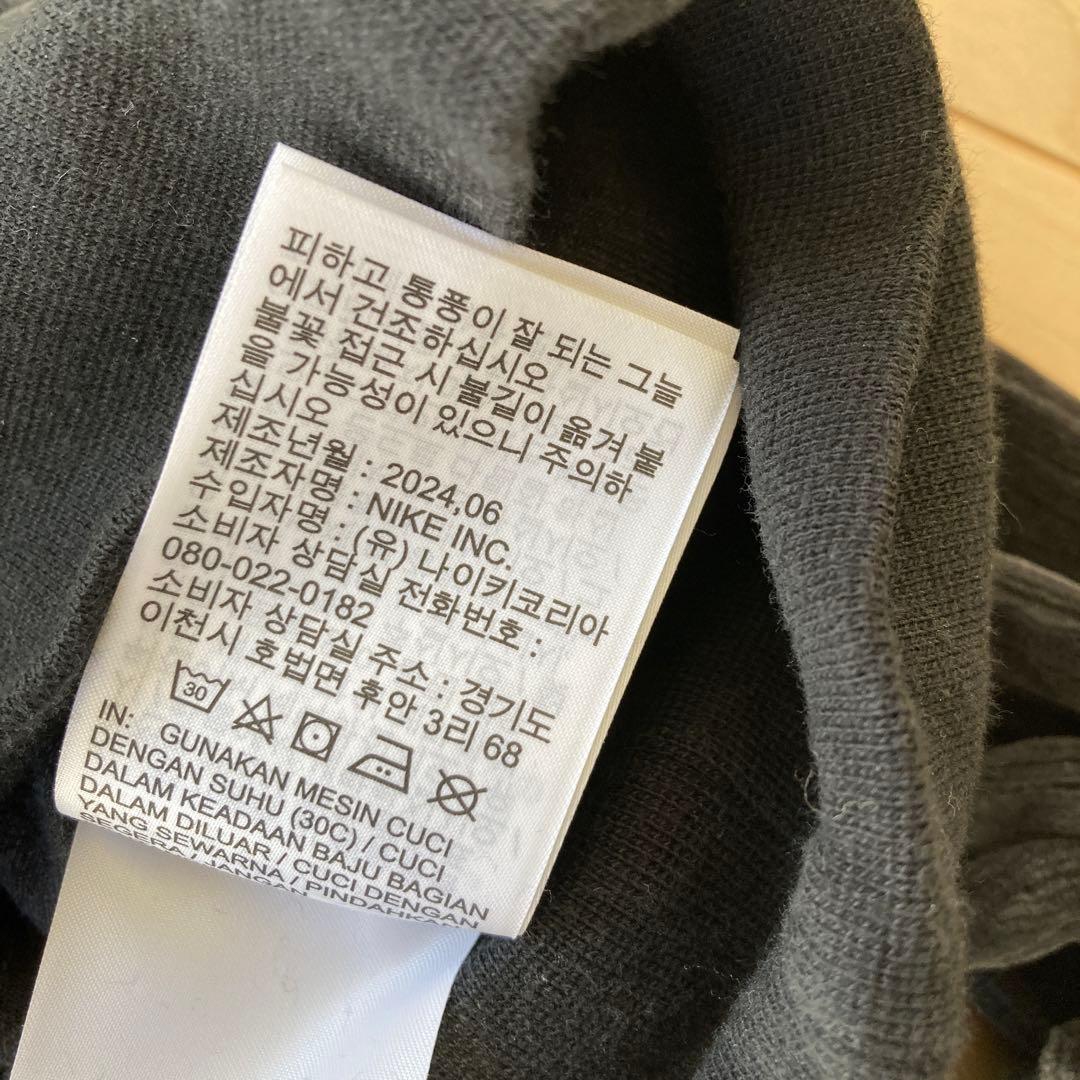 피하고 통풍이 잘 되는 그늘
에서 건조하십시오
불꽃 접근 시 불길이 옮겨 붙
을 가능성이 있으니 주의하
십시오
제조년월 : 2024,06
제조자명 : NIKE INC.
수입자명 : (유) 나이키코리아
소비자 상담실 전화번호 :
080-022-0182
소비자 상담실 주소 : 경기도
이천시 호법면 후안 3리 68
30
IN: GUNAKAN MESIN CUCI
DENGAN SUHU (30C) / CUCI
DALAM KEADAAN BAJU BAGIAN
YANG DILUAR / CUCI DENGAN
YANG SEWARNA / PINDAHKAN
SEGERA / JANGAN